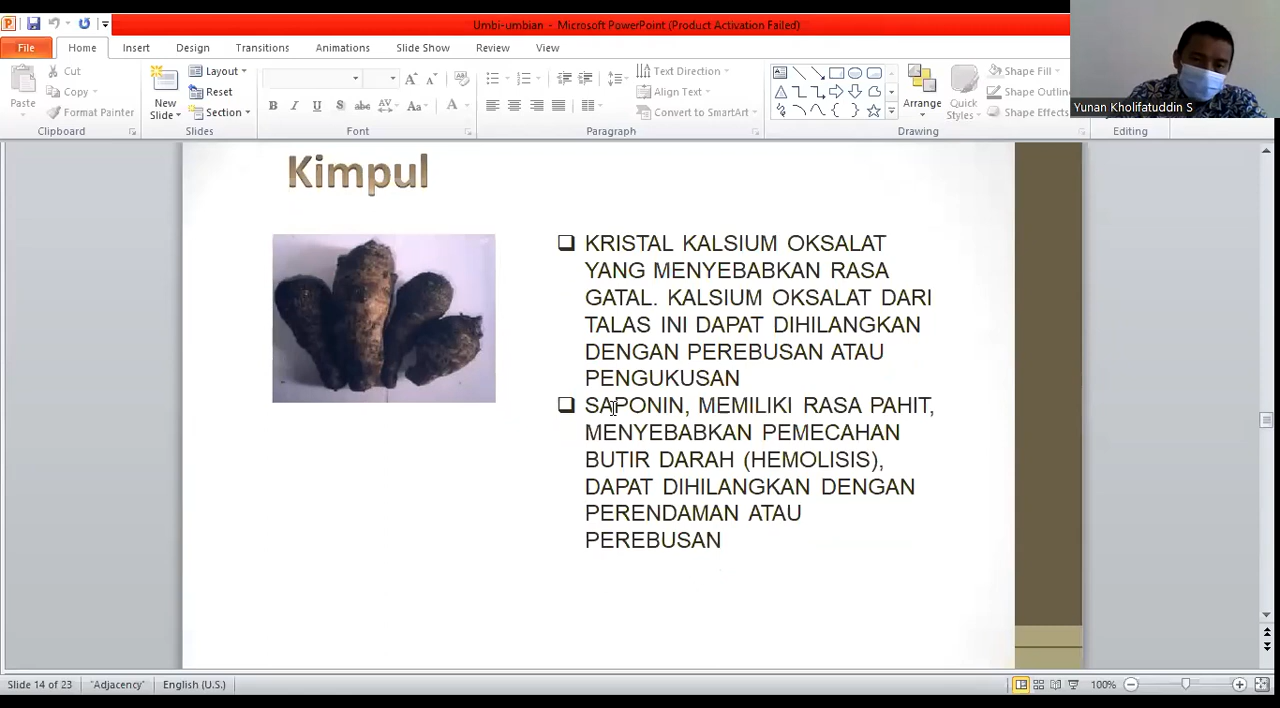 Umbi-umbian - Microsoft PowerPoint (Product Activation Failed)
File Home Insert Design Transitions Animations Slide Show Review View
Paste
Cut
Copy
Format Painter
Clipboard
New Slide
Layout
Reset
Section
Slides
Font
Paragraph
Text Direction
Align Text
Convert to SmartArt
Arrange
Quick Styles
Shape Fill
Shape Outlin
Shape Effects
Drawing
Editing
Yunan Kholifatuddin S
Kimpul
KRISTAL KALSIUM OKSALAT
YANG MENYEBABKAN RASA
GATAL. KALSIUM OKSALAT DARI
TALAS INI DAPAT DIHILANGKAN
DENGAN PEREBUSAN ATAU
PENGUKUSAN
SAPONIN, MEMILIKI RASA PAHIT,
MENYEBABKAN PEMECAHAN
BUTIR DARAH (HEMOLISIS),
DAPAT DIHILANGKAN DENGAN
PERENDAMAN ATAU
PEREBUSAN
Slide 14 of 23 "Adjacency" English (U.S.) 100%